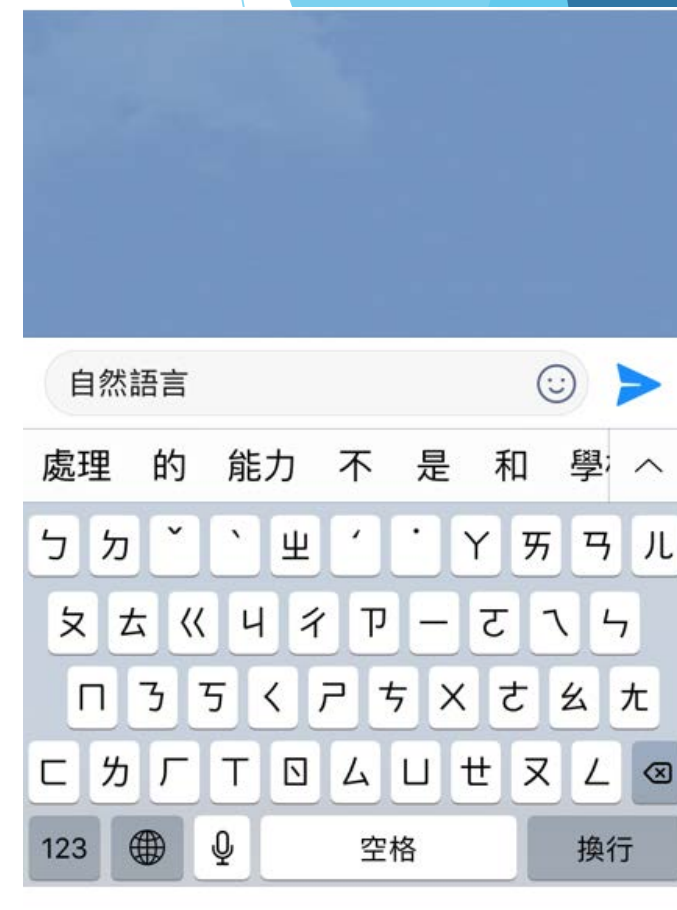 自然語言
處理 的 能力 不 是 和
ㄅ ㄉ ˇ ˋ ㄓ ˊ ˙ ㄚ ㄞ ㄢ ㄦ
ㄆ ㄊ ㄍ ㄐ ㄔ ㄗ ㄧ ㄛ ㄟ ㄣ
ㄇ ㄋ ㄎ ㄑ ㄕ ㄘ ㄨ ㄜ ㄠ ㄤ
ㄈ ㄌ ㄏ ㄒ ㄖ ㄙ ㄩ ㄝ ㄡ ㄥ
123 空格 換行